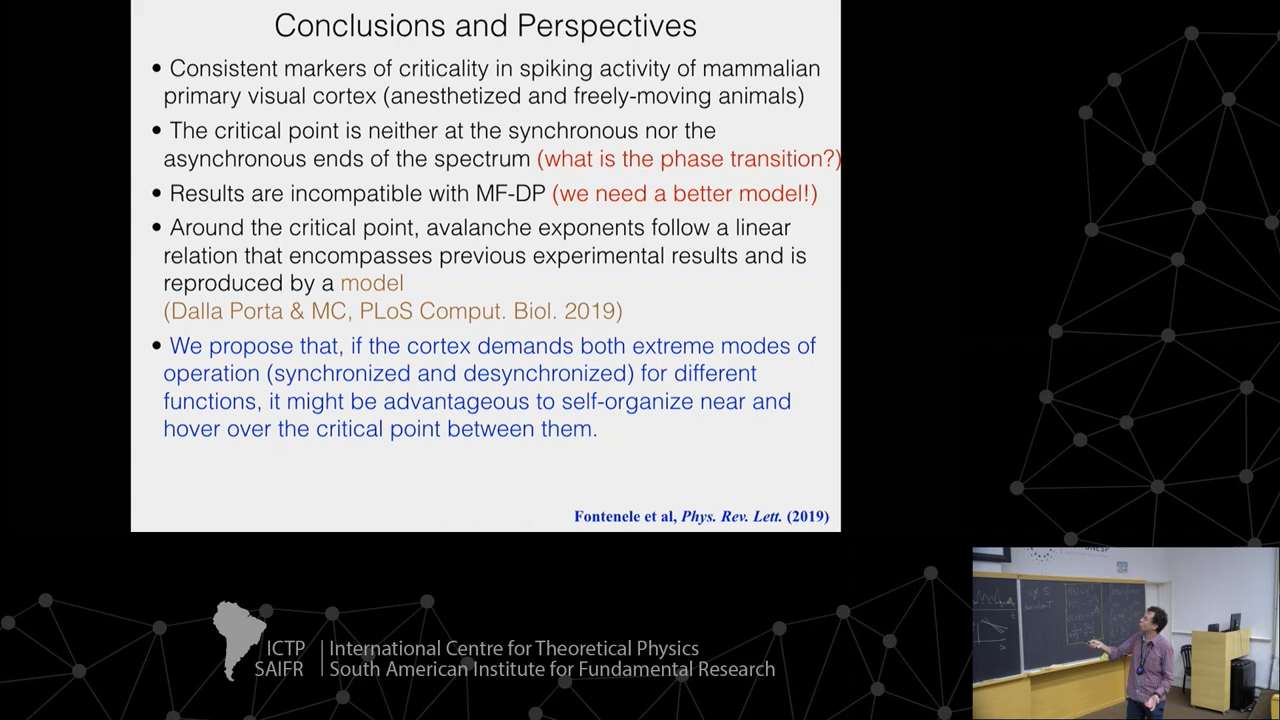 Conclusions and Perspectives
• Consistent markers of criticality in spiking activity of mammalian
primary visual cortex (anesthetized and freely-moving animals)
• The critical point is neither at the synchronous nor the
asynchronous ends of the spectrum (what is the phase transition?)
• Results are incompatible with MF-DP (we need a better model!)
• Around the critical point, avalanche exponents follow a linear
relation that encompasses previous experimental results and is
reproduced by a model
(Dalla Porta & MC, PLoS Comput. Biol. 2019)
• We propose that, if the cortex demands both extreme modes of
operation (synchronized and desynchronized) for different
functions, it might be advantageous to self-organize near and
hover over the critical point between them.
Fontenele et al, Phys. Rev. Lett. (2019)
ICTP
SAIFR
International Centre for Theoretical Physics
South American Institute for Fundamental Research